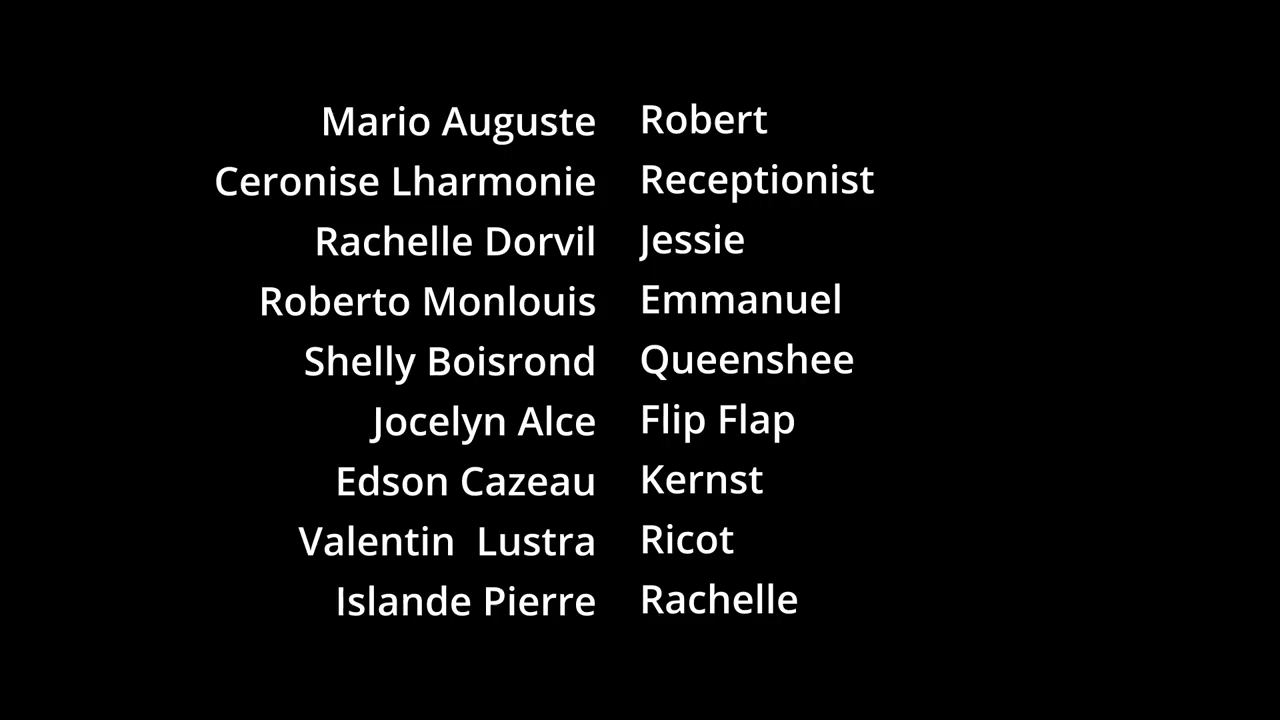 Mario Auguste Robert
Ceronise Lharmonie Receptionist
Rachelle Dorvil Jessie
Roberto Monlouis Emmanuel
Shelly Boisrond Queenshee
Jocelyn Alce Flip Flap
Edson Cazeau Kernst
Valentin  Lustra Ricot
Islande Pierre Rachelle